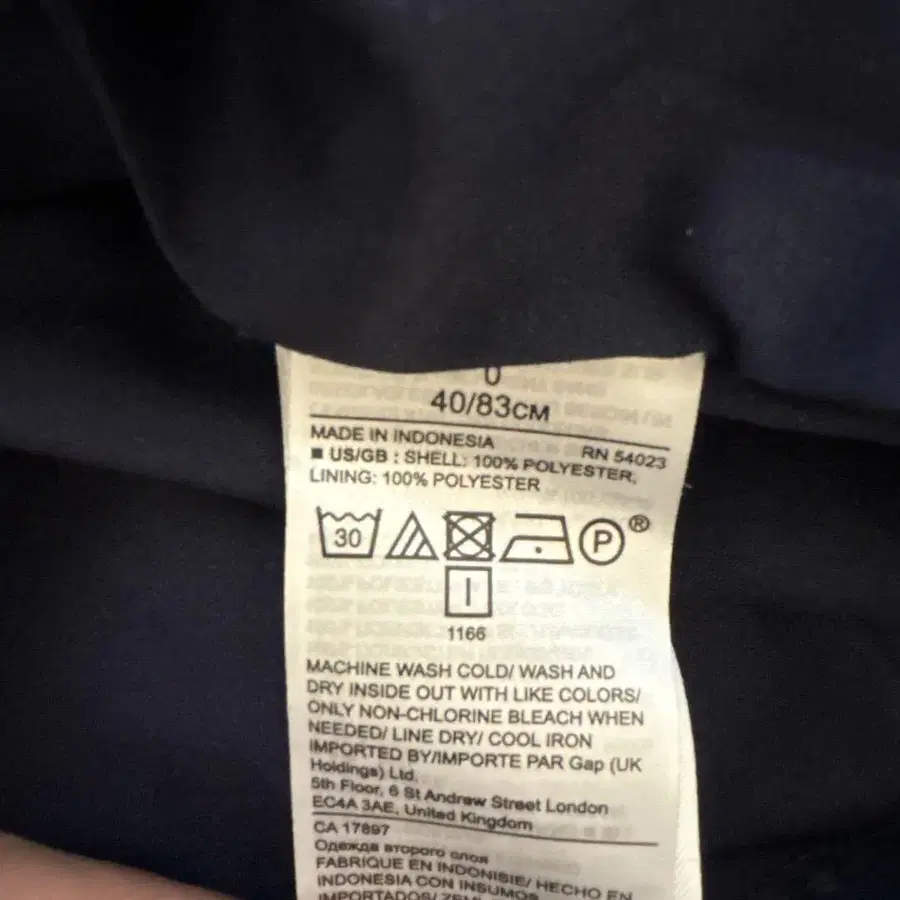 0
40/83CM
MADE IN INDONESIA RN 54023
■ US/GB : SHELL: 100% POLYESTER,
LINING: 100% POLYESTER
30 P ®
1166
MACHINE WASH COLD/ WASH AND
DRY INSIDE OUT WITH LIKE COLORS/
ONLY NON-CHLORINE BLEACH WHEN
NEEDED/ LINE DRY/ COOL IRON
IMPORTED BY/IMPORTE PAR Gap (UK
Holdings) Ltd.
5th Floor, 6 St Andrew Street London
EC4A 3AE, United Kingdom
CA 17897
Одежда второго слоя
FABRIQUE EN INDONISIE/ HECHO EN
INDONESIA CON INSUMOS
IMPORTADOS/